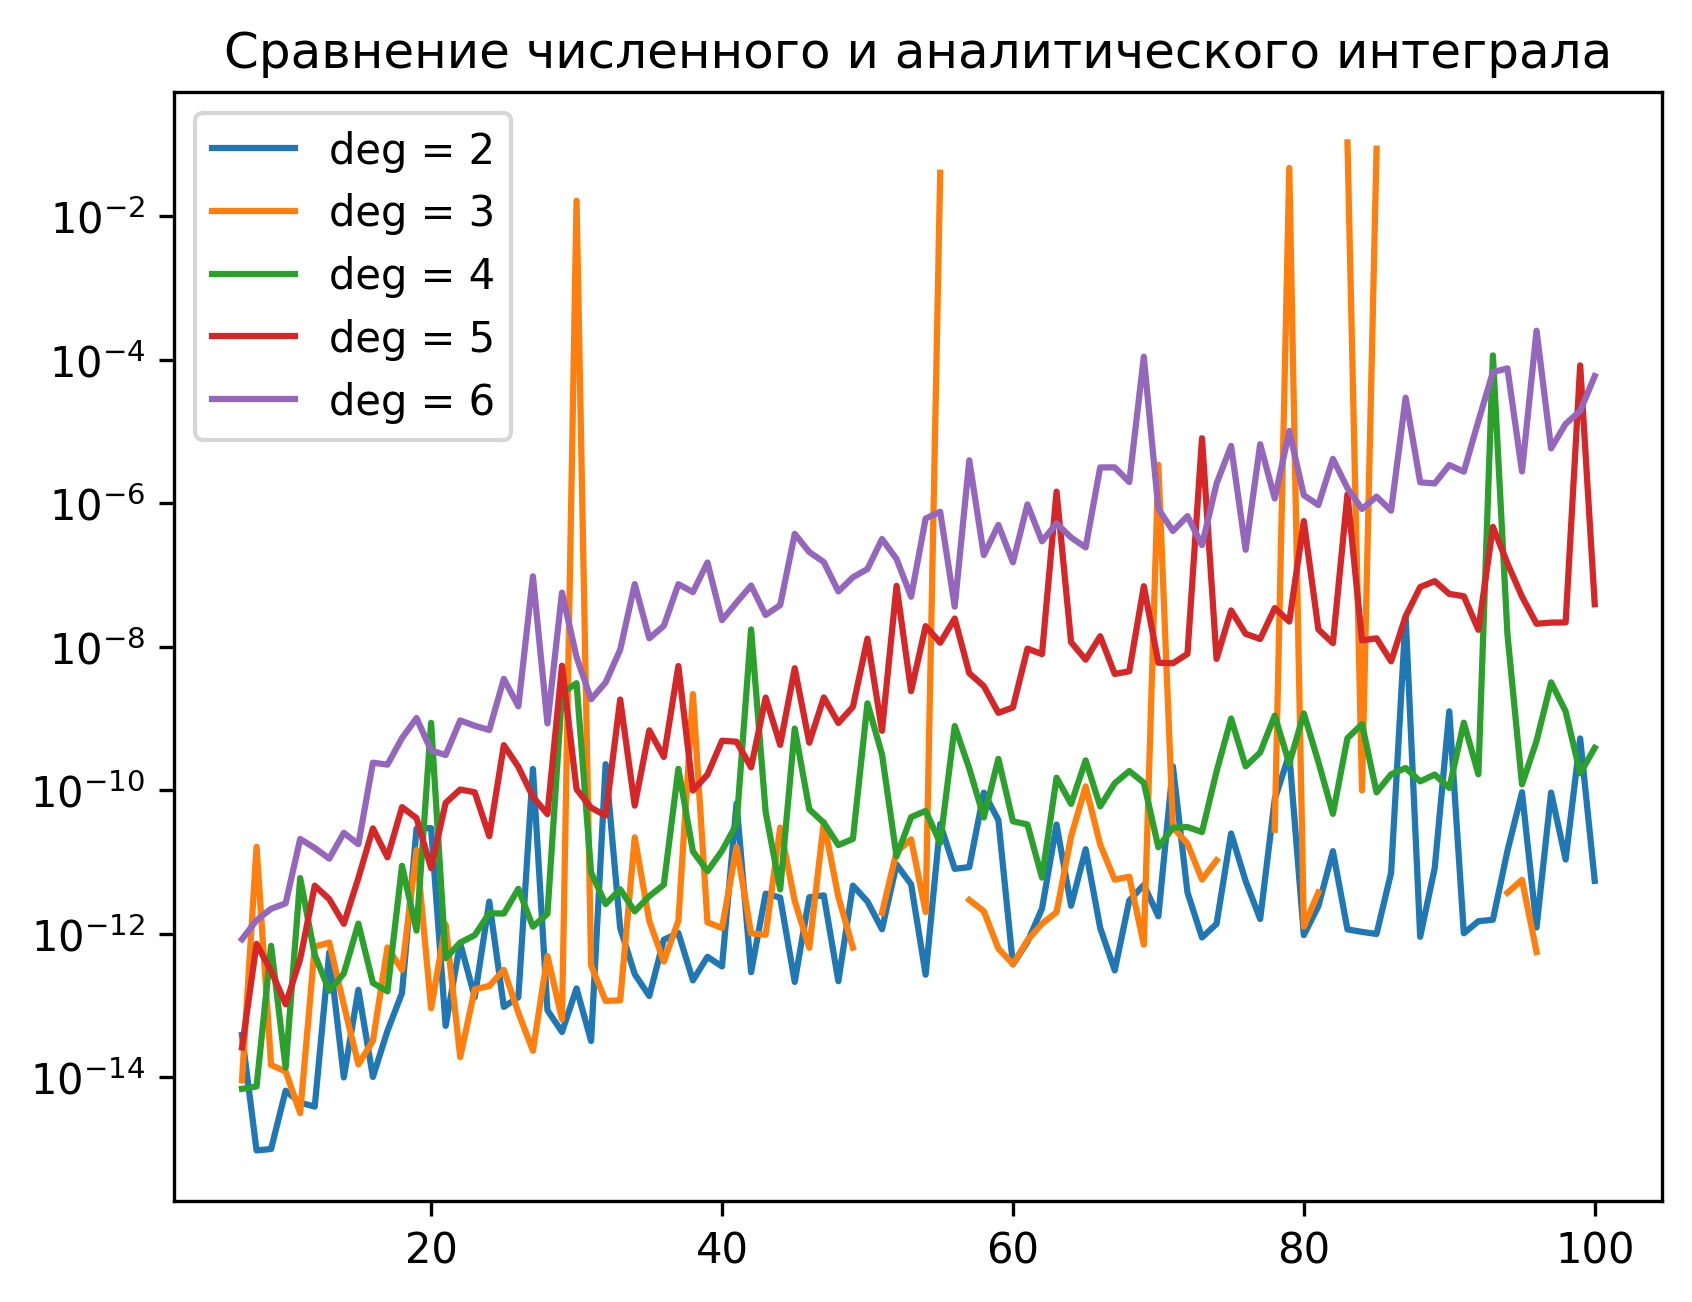 Сравнение численного и аналитического интеграла
deg = 2
deg = 3
deg = 4
deg = 5
deg = 6
10⁻²
10⁻⁴
10⁻⁶
10⁻⁸
10⁻¹⁰
10⁻¹²
10⁻¹⁴
20 40 60 80 100